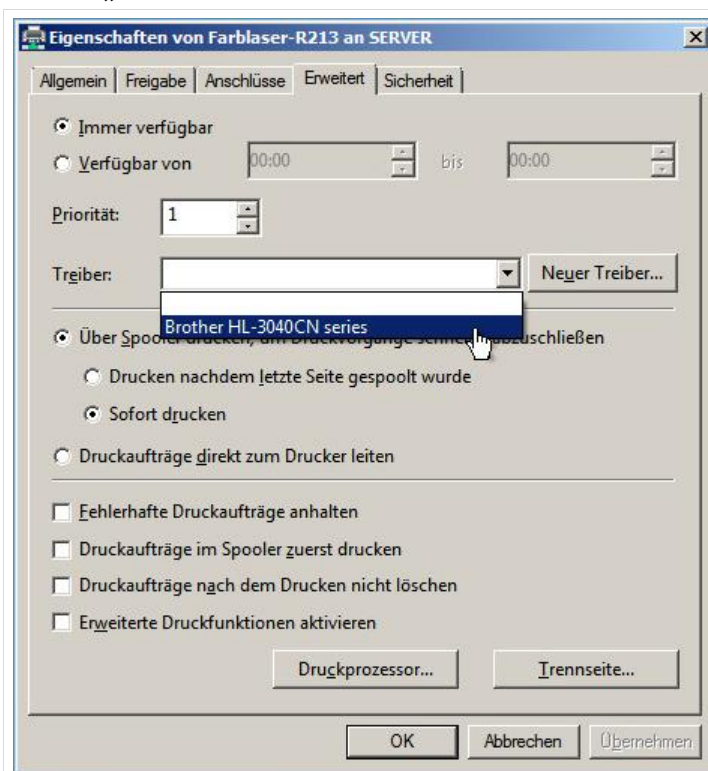 Eigenschaften von Farblaser-R213 an SERVER
Allgemein Freigabe Anschlüsse Erweitert Sicherheit
Immer verfügbar
Verfügbar von 00:00 bis 00:00
Priorität: 1
Treiber: Neuer Treiber...
Brother HL-3040CN series
Über Spooler drucken, um Druckvorgänge schneller abzuschließen
Drucken nachdem letzte Seite gespoolt wurde
Sofort drucken
Druckaufträge direkt zum Drucker leiten
Fehlerhafte Druckaufträge anhalten
Druckaufträge im Spooler zuerst drucken
Druckaufträge nach dem Drucken nicht löschen
Erweiterte Druckfunktionen aktivieren
Druckprozessor... Trennseite...
OK Abbrechen Übernehmen